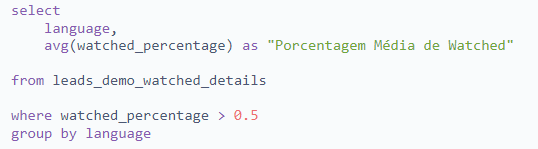 select
language,
avg(watched_percentage) as "Porcentagem Média de Watched"
from leads_demo_watched_details
where watched_percentage > 0.5
group by language